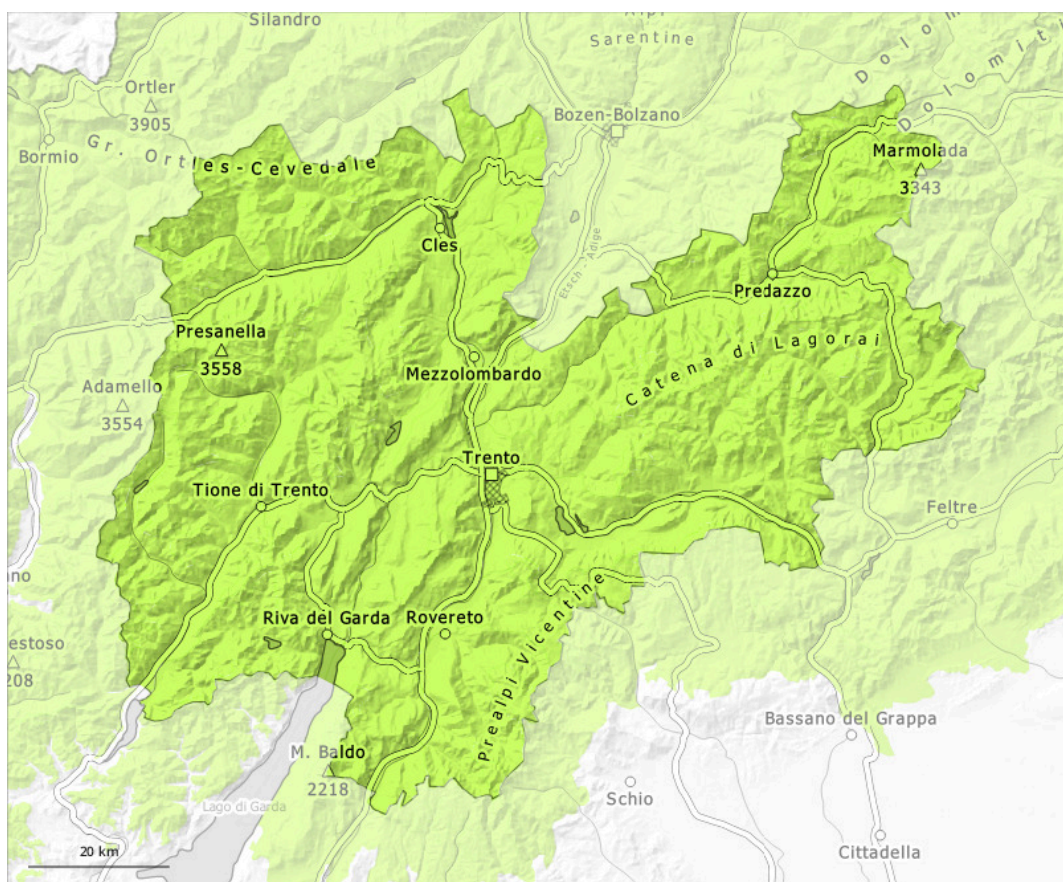 Silandro
Alpi
Sarentine
Dolomiti
Ortler
3905
Bozen-Bolzano
Bormio
Gr. Ortles-Cevedale
Marmolada
3343
Cles
Etsch - Adige
Predazzo
Presanella
3558
Catena di Lagorai
Mezzolombardo
Adamello
3554
Trento
Tione di Trento
Feltre
Riva del Garda
Rovereto
Prealpi Vicentine
Bassano del Grappa
M. Baldo
2218
Lago di Garda
Schio
20 km
Cittadella